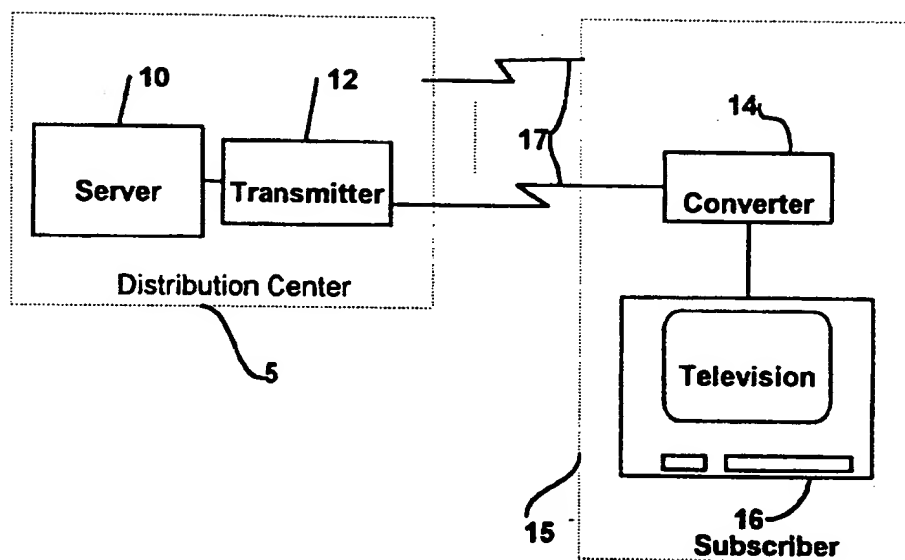 10
12
Server
Transmitter
Distribution Center
5
17
14
Converter
Television
15
16
Subscriber